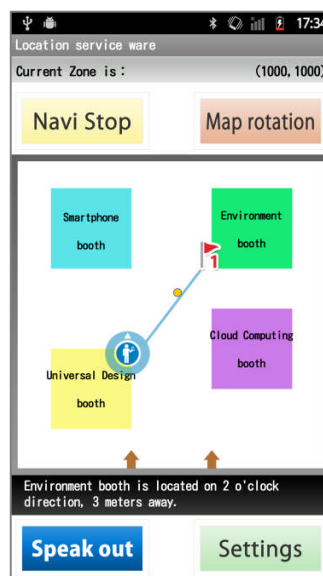 17:34
Location service ware
Current Zone is : (1000, 1000)
Navi Stop Map rotation
Smartphone
booth
Environment
booth
1
Cloud Computing
booth
Universal Design
booth
Environment booth is located on 2 o'clock
direction, 3 meters away.
Speak out Settings